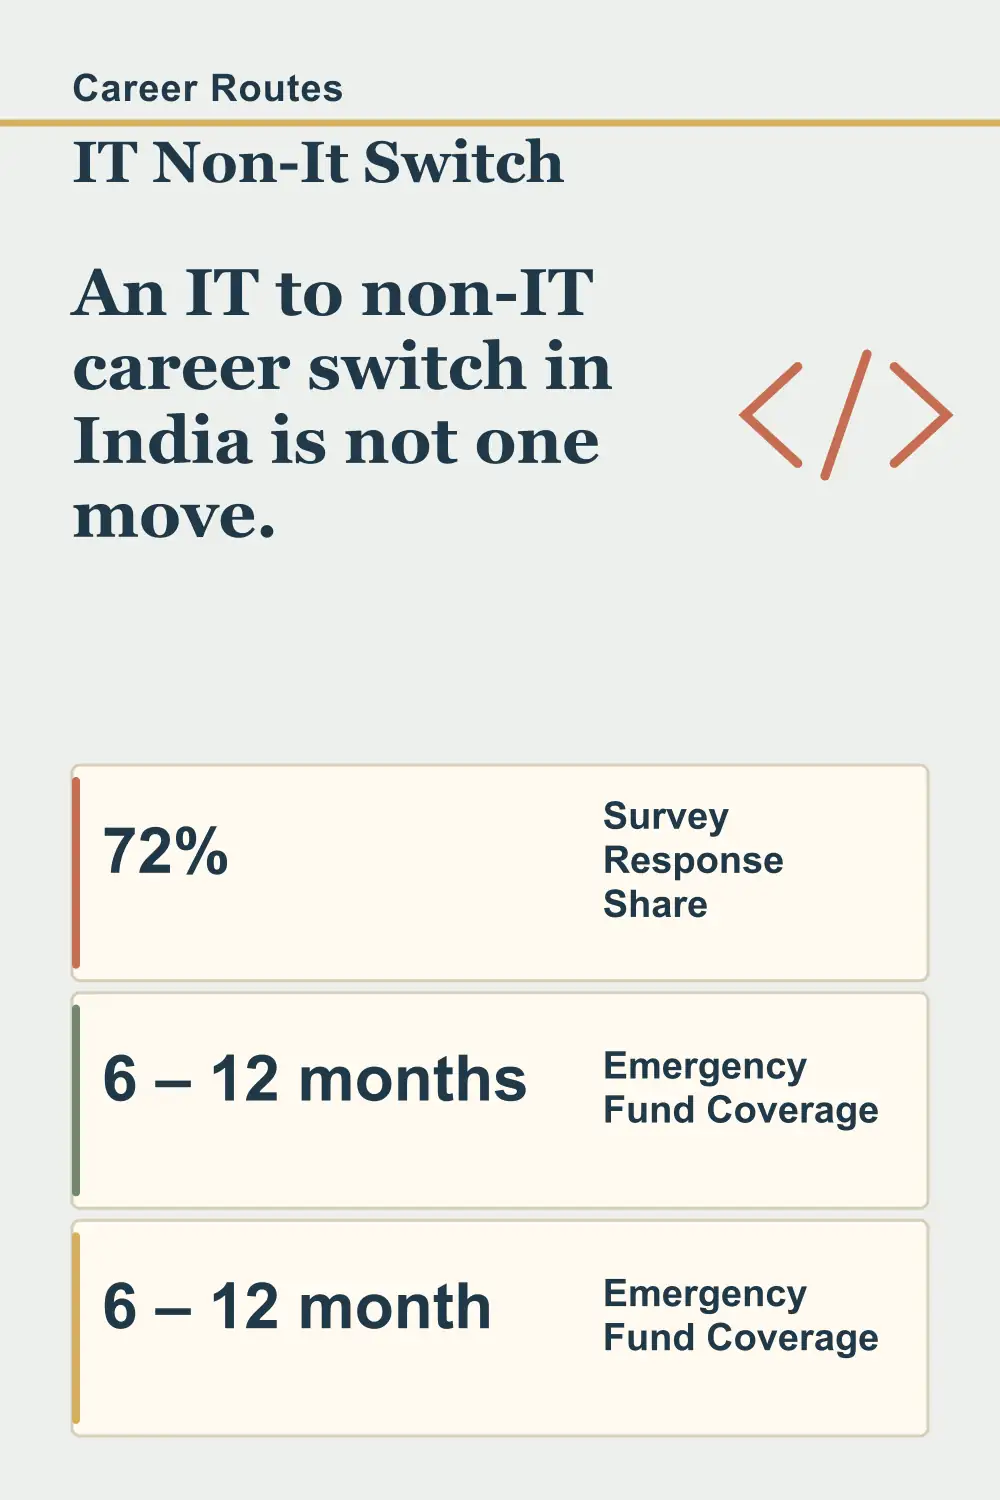 Career Routes
IT Non-It Switch
An IT to non-IT
career switch in
India is not one
move.
72%
Survey
Response
Share
6 – 12 months
Emergency
Fund Coverage
6 – 12 month
Emergency
Fund Coverage